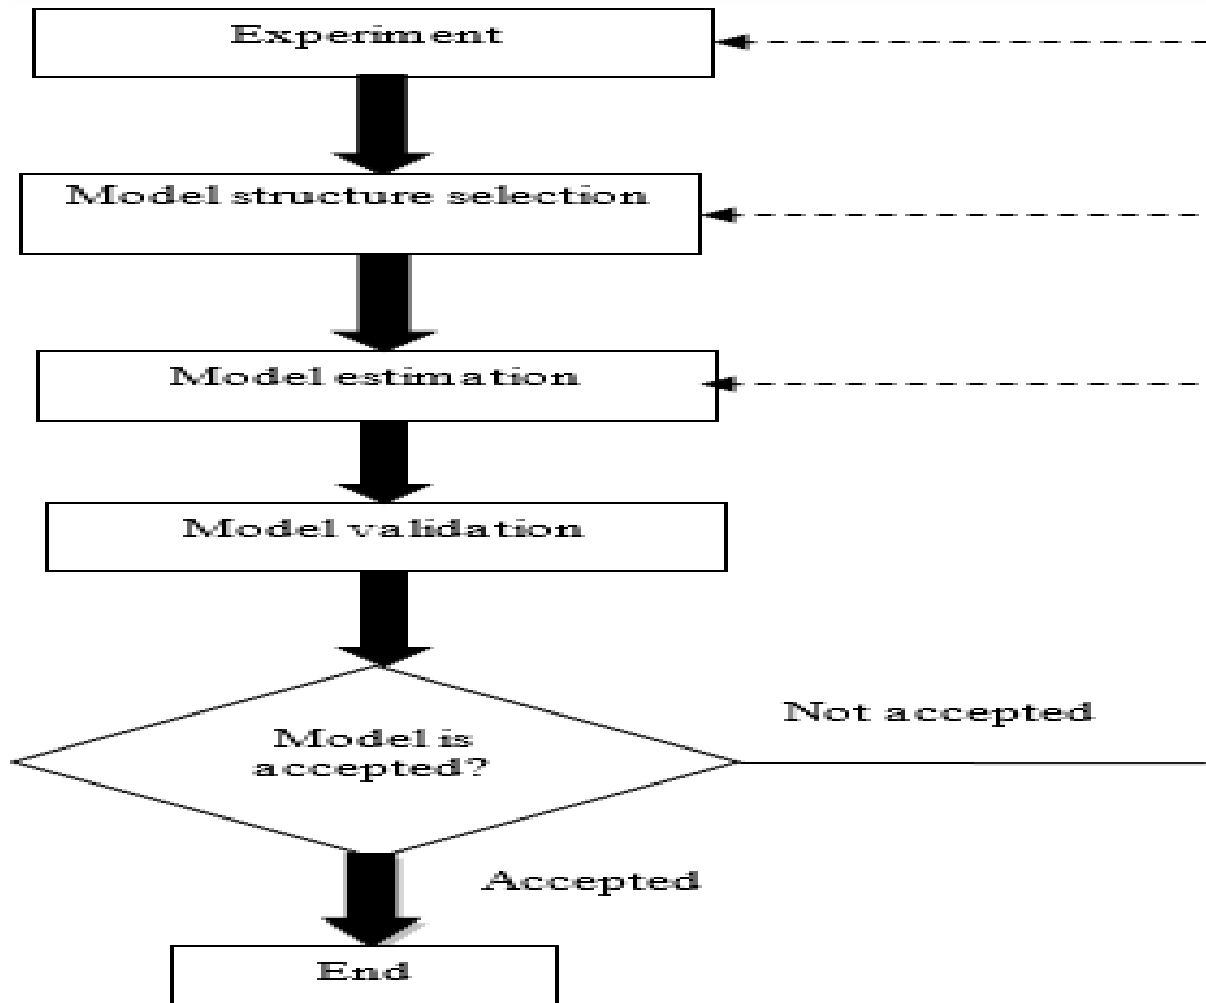 Experiment
Model structure selection
Model estimation
Model validation
Model is
accepted?
Not accepted
Accepted
End